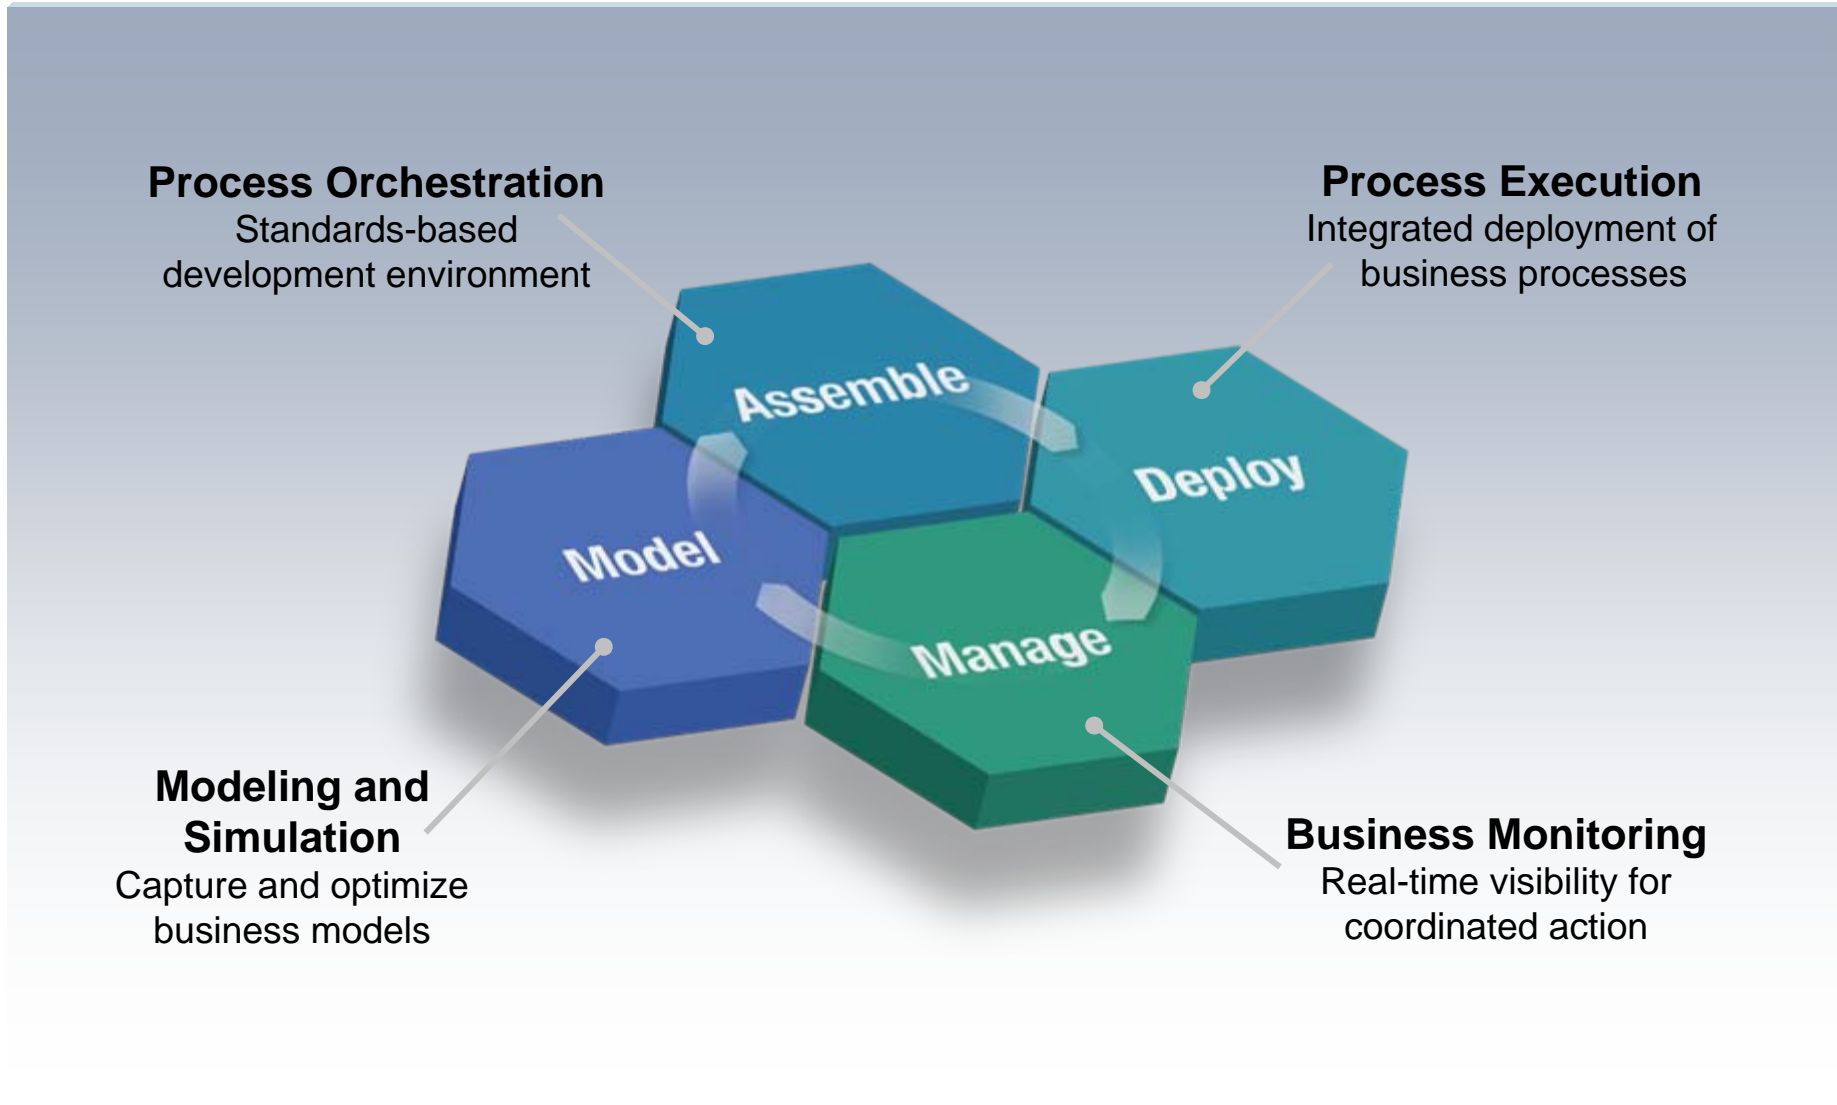 Process Orchestration
Standards-based
development environment
Process Execution
Integrated deployment of
business processes
Assemble
Deploy
Model
Manage
Modeling and
Simulation
Capture and optimize
business models
Business Monitoring
Real-time visibility for
coordinated action